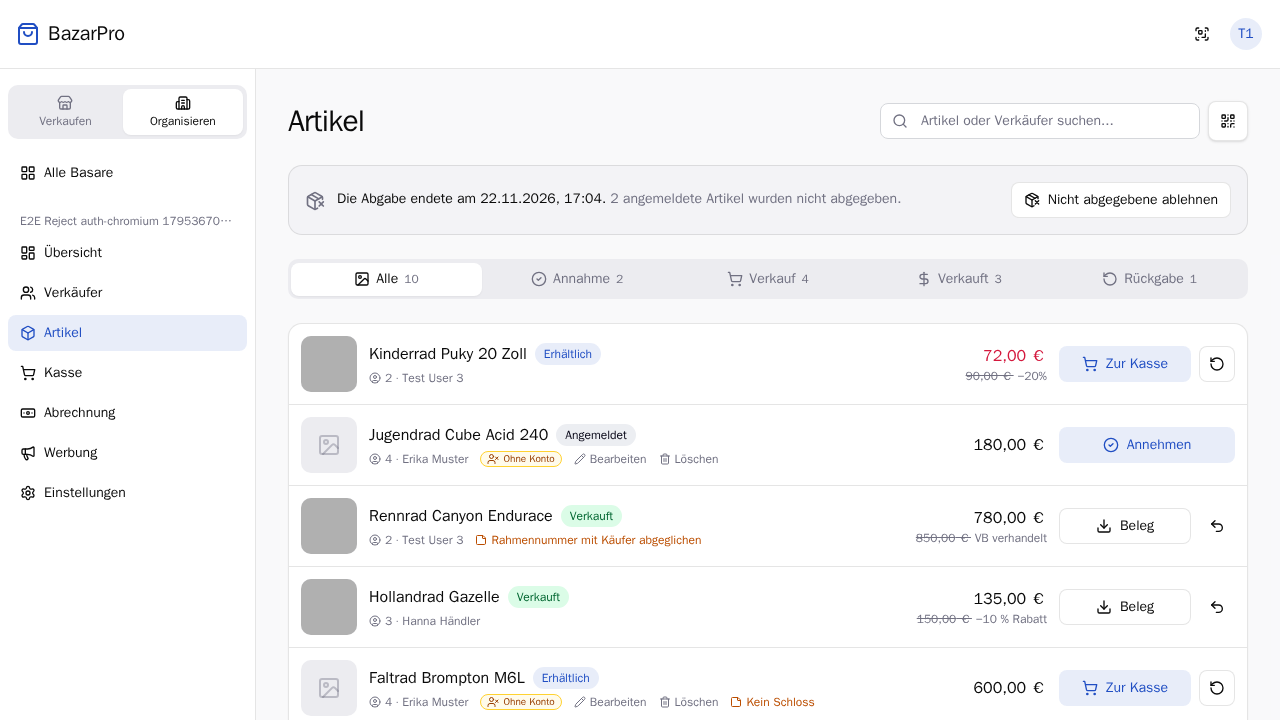 BazarPro
T1
Verkaufen
Organisieren
Alle Basare
E2E Reject auth-chromium 17953670···
Übersicht
Verkäufer
Artikel
Kasse
Abrechnung
Werbung
Einstellungen
Artikel
Artikel oder Verkäufer suchen...
Die Abgabe endete am 22.11.2026, 17:04. 2 angemeldete Artikel wurden nicht abgegeben.
Nicht abgegebene ablehnen
Alle 10
Annahme 2
Verkauf 4
Verkauft 3
Rückgabe 1
Kinderrad Puky 20 Zoll Erhältlich
2 · Test User 3
72,00 €
90,00 € −20%
Zur Kasse
Jugendrad Cube Acid 240 Angemeldet
4 · Erika Muster Ohne Konto Bearbeiten Löschen
180,00 €
Annehmen
Rennrad Canyon Endurace Verkauft
2 · Test User 3 Rahmennummer mit Käufer abgeglichen
780,00 €
850,00 € VB verhandelt
Beleg
Hollandrad Gazelle Verkauft
3 · Hanna Händler
135,00 €
150,00 € −10 % Rabatt
Beleg
Faltrad Brompton M6L Erhältlich
4 · Erika Muster Ohne Konto Bearbeiten Löschen Kein Schloss
600,00 €
Zur Kasse